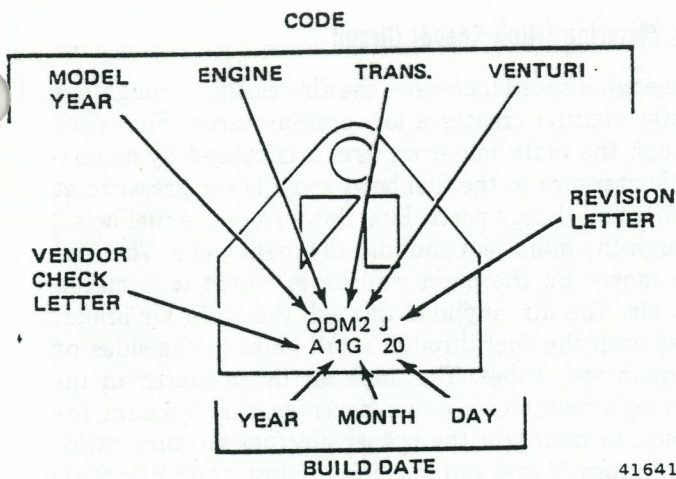 CODE
MODEL YEAR ENGINE TRANS. VENTURI
REVISION LETTER
VENDOR CHECK LETTER
ODM2 J
A 1G 20
YEAR MONTH DAY
BUILD DATE
41641